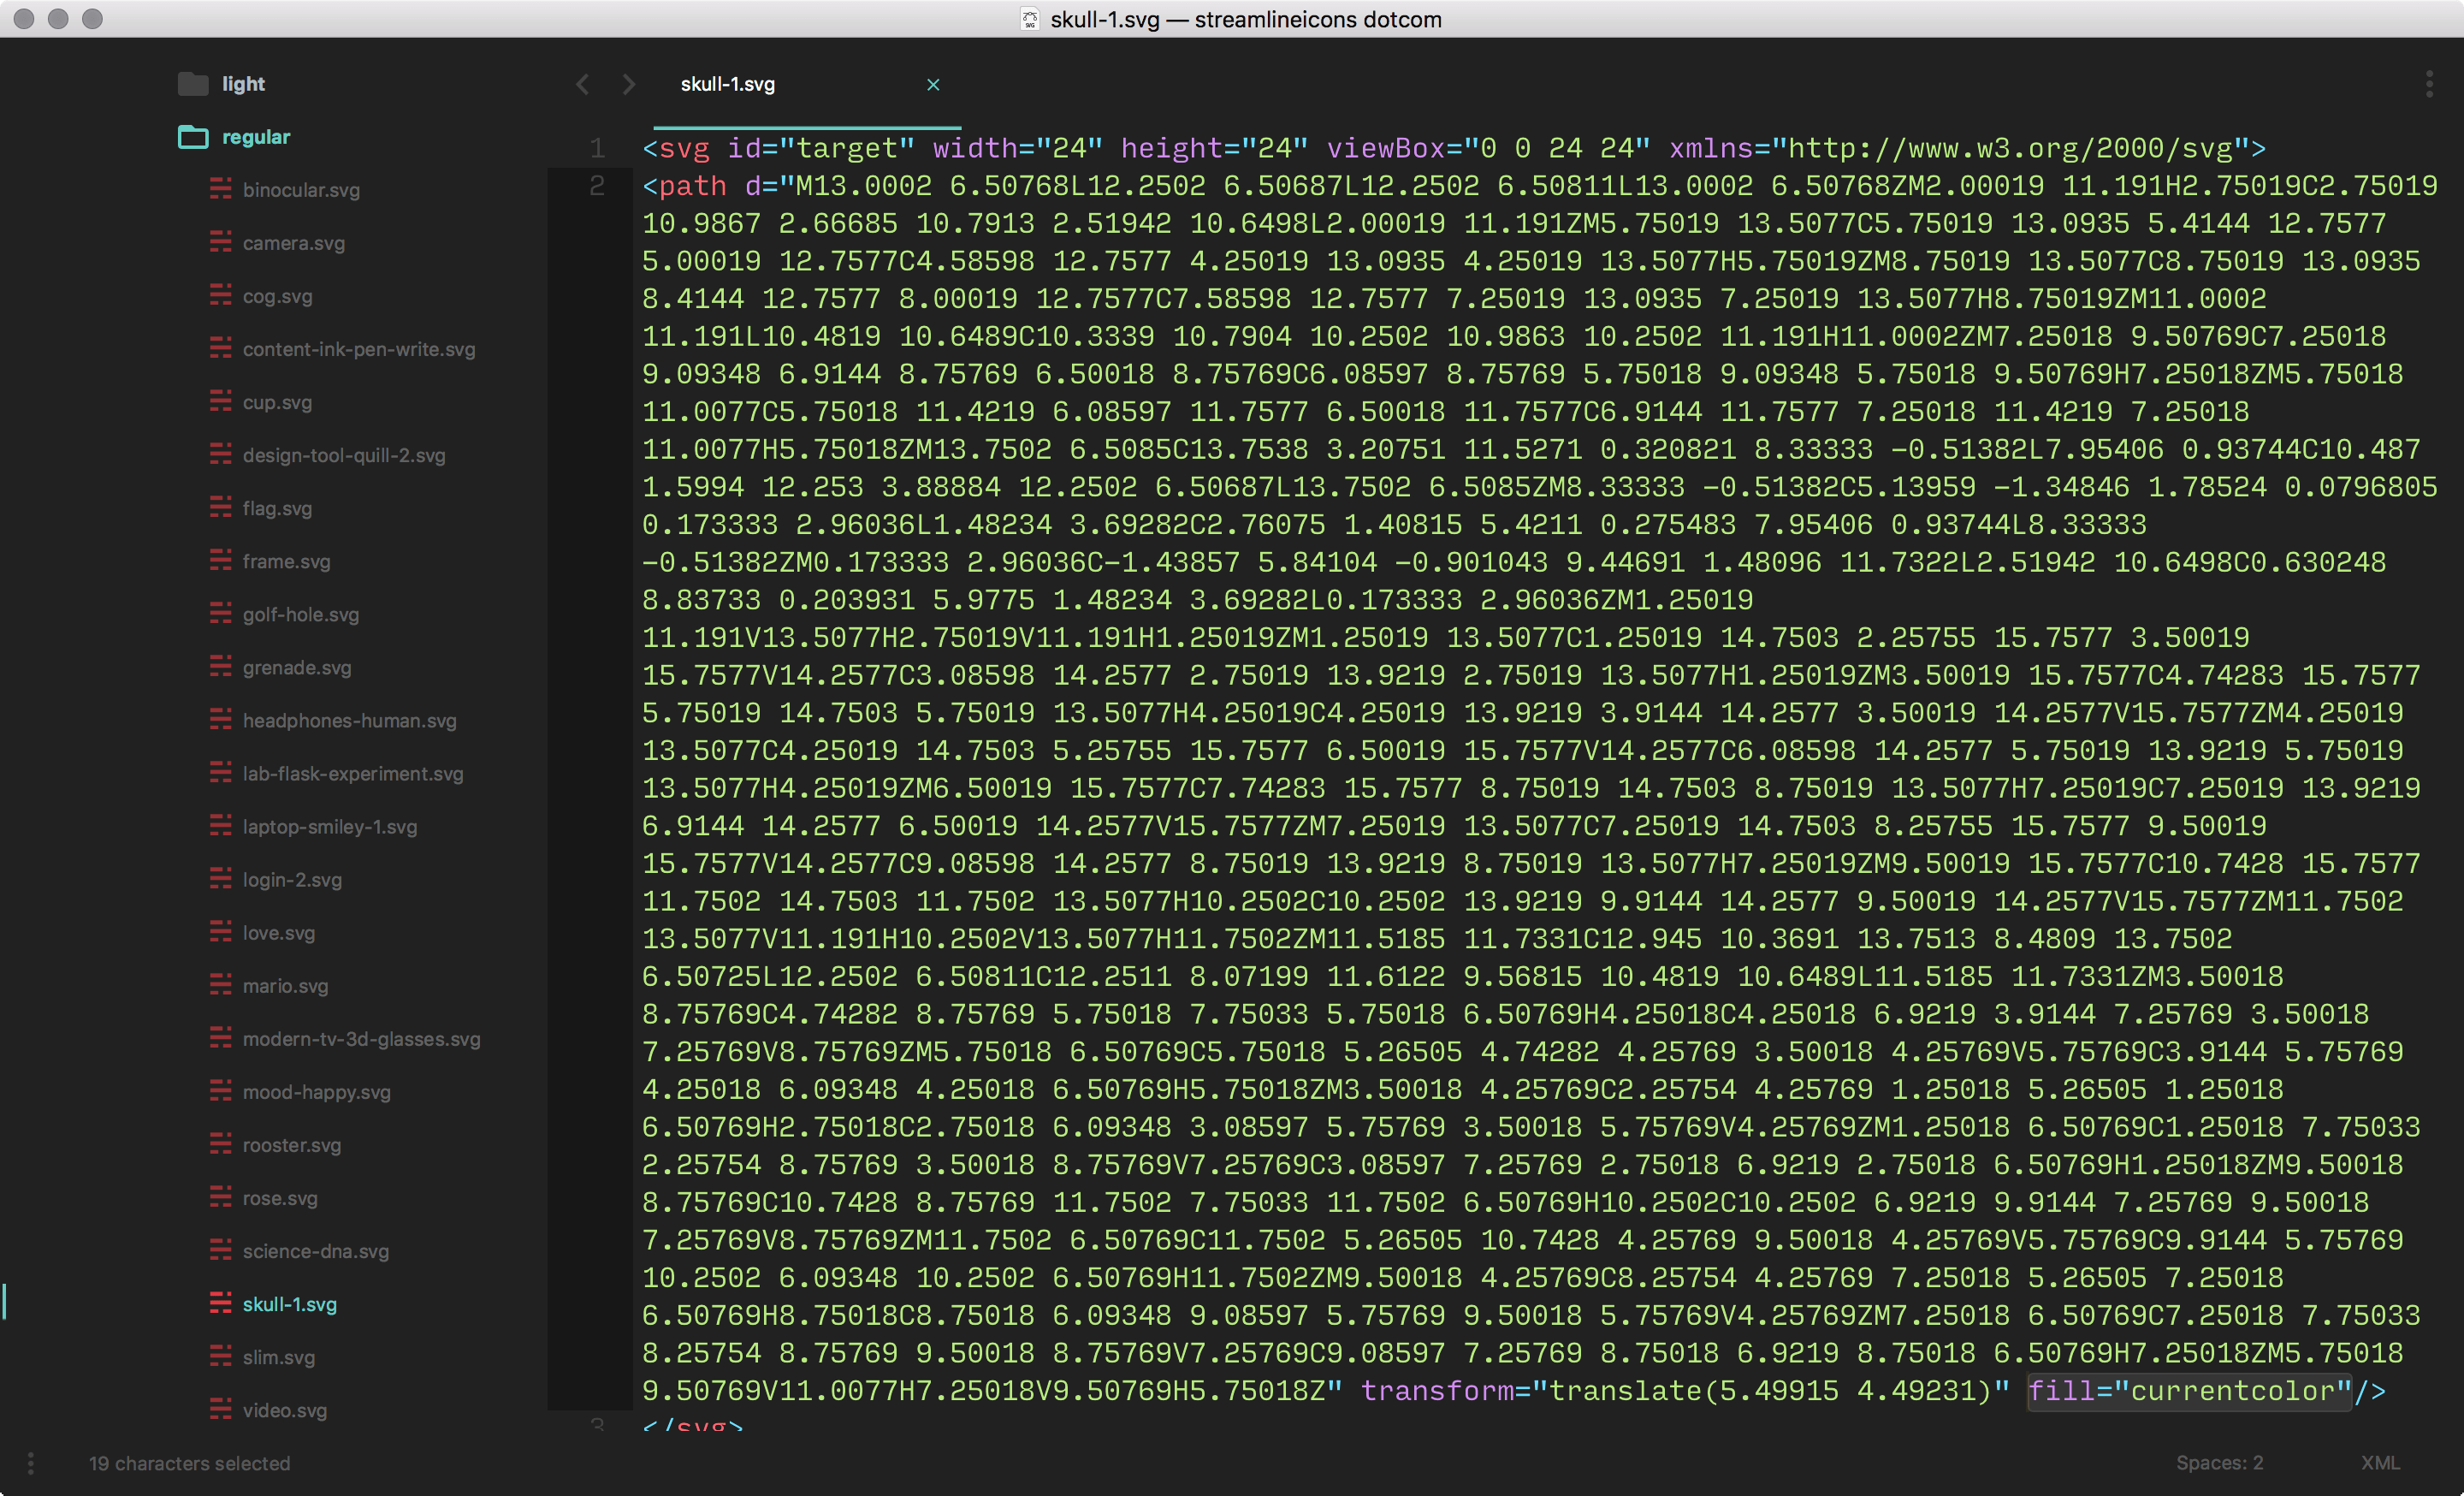 skull-1.svg — streamlineicons dotcom
light
regular
binocular.svg
camera.svg
cog.svg
content-ink-pen-write.svg
cup.svg
design-tool-quill-2.svg
flag.svg
frame.svg
golf-hole.svg
grenade.svg
headphones-human.svg
lab-flask-experiment.svg
laptop-smiley-1.svg
login-2.svg
love.svg
mario.svg
modern-tv-3d-glasses.svg
mood-happy.svg
rooster.svg
rose.svg
science-dna.svg
skull-1.svg
slim.svg
video.svg
skull-1.svg ×
1 <svg id="target" width="24" height="24" viewBox="0 0 24 24" xmlns="http://www.w3.org/2000/svg">
2 <path d="M13.0002 6.50768L12.2502 6.50687L12.2502 6.50811L13.0002 6.50768ZM2.00019 11.191H2.75019C2.75019
10.9867 2.66685 10.7913 2.51942 10.6498L2.00019 11.191ZM5.75019 13.5077C5.75019 13.0935 5.4144 12.7577
5.00019 12.7577C4.58598 12.7577 4.25019 13.0935 4.25019 13.5077H5.75019ZM8.75019 13.5077C8.75019 13.0935
8.4144 12.7577 8.00019 12.7577C7.58598 12.7577 7.25019 13.0935 7.25019 13.5077H8.75019ZM11.0002
11.191L10.4819 10.6489C10.3339 10.7904 10.2502 10.9863 10.2502 11.191H11.0002ZM7.25018 9.50769C7.25018
9.09348 6.9144 8.75769 6.50018 8.75769C6.08597 8.75769 5.75018 9.09348 5.75018 9.50769H7.25018ZM5.75018
11.0077C5.75018 11.4219 6.08597 11.7577 6.50018 11.7577C6.9144 11.7577 7.25018 11.4219 7.25018
11.0077H5.75018ZM13.7502 6.5085C13.7538 3.20751 11.5271 0.320821 8.33333 -0.51382L7.95406 0.93744C10.487
1.5994 12.253 3.88884 12.2502 6.50687L13.7502 6.5085ZM8.33333 -0.51382C5.13959 -1.34846 1.78524 0.0796805
0.173333 2.96036L1.48234 3.69282C2.76075 1.40815 5.4211 0.275483 7.95406 0.93744L8.33333
-0.51382ZM0.173333 2.96036C-1.43857 5.84104 -0.901043 9.44691 1.48096 11.7322L2.51942 10.6498C0.630248
8.83733 0.203931 5.9775 1.48234 3.69282L0.173333 2.96036ZM1.25019
11.191V13.5077H2.75019V11.191H1.25019ZM1.25019 13.5077C1.25019 14.7503 2.25755 15.7577 3.50019
15.7577V14.2577C3.08598 14.2577 2.75019 13.9219 2.75019 13.5077H1.25019ZM3.50019 15.7577C4.74283 15.7577
5.75019 14.7503 5.75019 13.5077H4.25019C4.25019 13.9219 3.9144 14.2577 3.50019 14.2577V15.7577ZM4.25019
13.5077C4.25019 14.7503 5.25755 15.7577 6.50019 15.7577V14.2577C6.08598 14.2577 5.75019 13.9219 5.75019
13.5077H4.25019ZM6.50019 15.7577C7.74283 15.7577 8.75019 14.7503 8.75019 13.5077H7.25019C7.25019 13.9219
6.9144 14.2577 6.50019 14.2577V15.7577ZM7.25019 13.5077C7.25019 14.7503 8.25755 15.7577 9.50019
15.7577V14.2577C9.08598 14.2577 8.75019 13.9219 8.75019 13.5077H7.25019ZM9.50019 15.7577C10.7428 15.7577
11.7502 14.7503 11.7502 13.5077H10.2502C10.2502 13.9219 9.9144 14.2577 9.50019 14.2577V15.7577ZM11.7502
13.5077V11.191H10.2502V13.5077H11.7502ZM11.5185 11.7331C12.945 10.3691 13.7513 8.4809 13.7502
6.50725L12.2502 6.50811C12.2511 8.07199 11.6122 9.56815 10.4819 10.6489L11.5185 11.7331ZM3.50018
8.75769C4.74282 8.75769 5.75018 7.75033 5.75018 6.50769H4.25018C4.25018 6.9219 3.9144 7.25769 3.50018
7.25769V8.75769ZM5.75018 6.50769C5.75018 5.26505 4.74282 4.25769 3.50018 4.25769V5.75769C3.9144 5.75769
4.25018 6.09348 4.25018 6.50769H5.75018ZM3.50018 4.25769C2.25754 4.25769 1.25018 5.26505 1.25018
6.50769H2.75018C2.75018 6.09348 3.08597 5.75769 3.50018 5.75769V4.25769ZM1.25018 6.50769C1.25018 7.75033
2.25754 8.75769 3.50018 8.75769V7.25769C3.08597 7.25769 2.75018 6.9219 2.75018 6.50769H1.25018ZM9.50018
8.75769C10.7428 8.75769 11.7502 7.75033 11.7502 6.50769H10.2502C10.2502 6.9219 9.9144 7.25769 9.50018
7.25769V8.75769ZM11.7502 6.50769C11.7502 5.26505 10.7428 4.25769 9.50018 4.25769V5.75769C9.9144 5.75769
10.2502 6.09348 10.2502 6.50769H11.7502ZM9.50018 4.25769C8.25754 4.25769 7.25018 5.26505 7.25018
6.50769H8.75018C8.75018 6.09348 9.08597 5.75769 9.50018 5.75769V4.25769ZM7.25018 6.50769C7.25018 7.75033
8.25754 8.75769 9.50018 8.75769V7.25769C9.08597 7.25769 8.75018 6.9219 8.75018 6.50769H7.25018ZM5.75018
9.50769V11.0077H7.25018V9.50769H5.75018Z" transform="translate(5.49915 4.49231)" fill="currentcolor"/>
3 </svg>
19 characters selected
Spaces: 2
XML